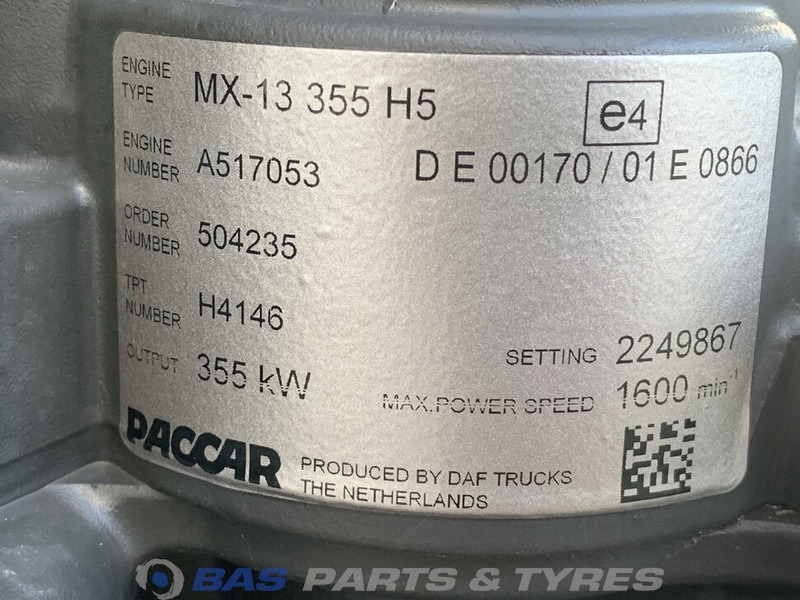 ENGINE TYPE MX-13 355 H5
e4
ENGINE NUMBER A517053
D E 00170 / 01 E 0866
ORDER NUMBER 504235
TPT NUMBER H4146
OUTPUT 355 kW
SETTING 2249867
MAX.POWER SPEED 1600 min-1
PACCAR
PRODUCED BY DAF TRUCKS
THE NETHERLANDS
BAS PARTS & TYRES